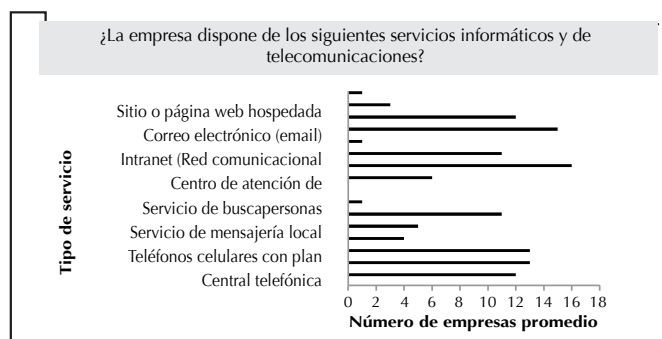 ¿La empresa dispone de los siguientes servicios informáticos y de
telecomunicaciones?
Tipo de servicio
Sitio o página web hospedada
Correo electrónico (email)
Intranet (Red comunicacional
Centro de atención de
Servicio de buscapersonas
Servicio de mensajería local
Teléfonos celulares con plan
Central telefónica
0 2 4 6 8 10 12 14 16 18
Número de empresas promedio